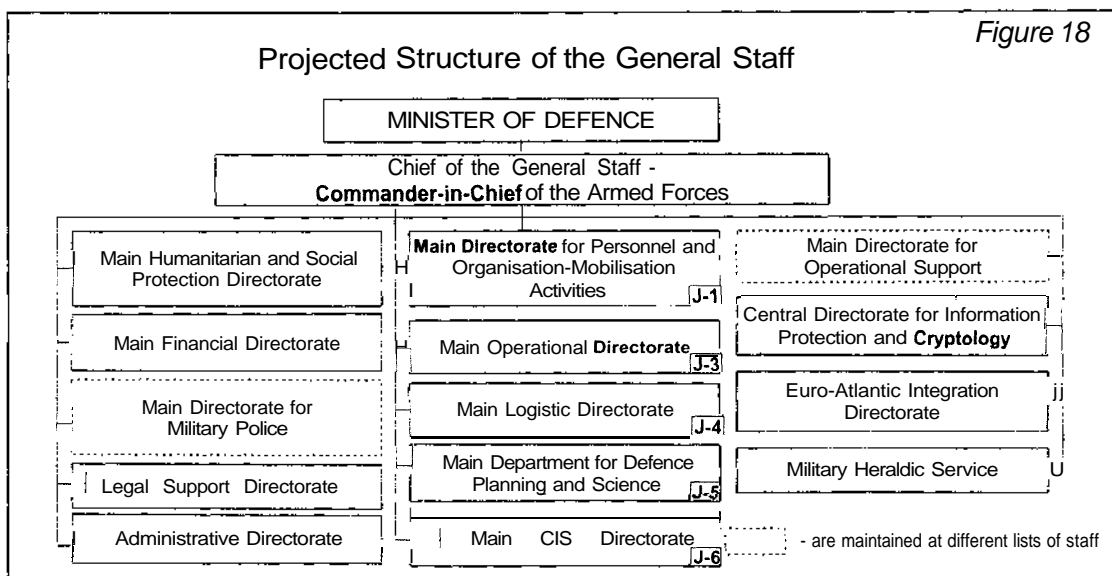 Figure 18
Projected Structure of the General Staff
MINISTER OF DEFENCE
Chief of the General Staff -
Commander-in-Chief of the Armed Forces
Main Humanitarian and Social
Protection Directorate
Main Financial Directorate
Main Directorate for
Military Police
Legal Support Directorate
Administrative Directorate
Main Directorate for Personnel and
Organisation-Mobilisation
Activities
J-1
Main Operational Directorate
J-3
Main Logistic Directorate
J-4
Main Department for Defence
Planning and Science
J-5
Main CIS Directorate
J-6
Main Directorate for
Operational Support
Central Directorate for Information
Protection and Cryptology
Euro-Atlantic Integration
Directorate
Military Heraldic Service
- are maintained at different lists of staff